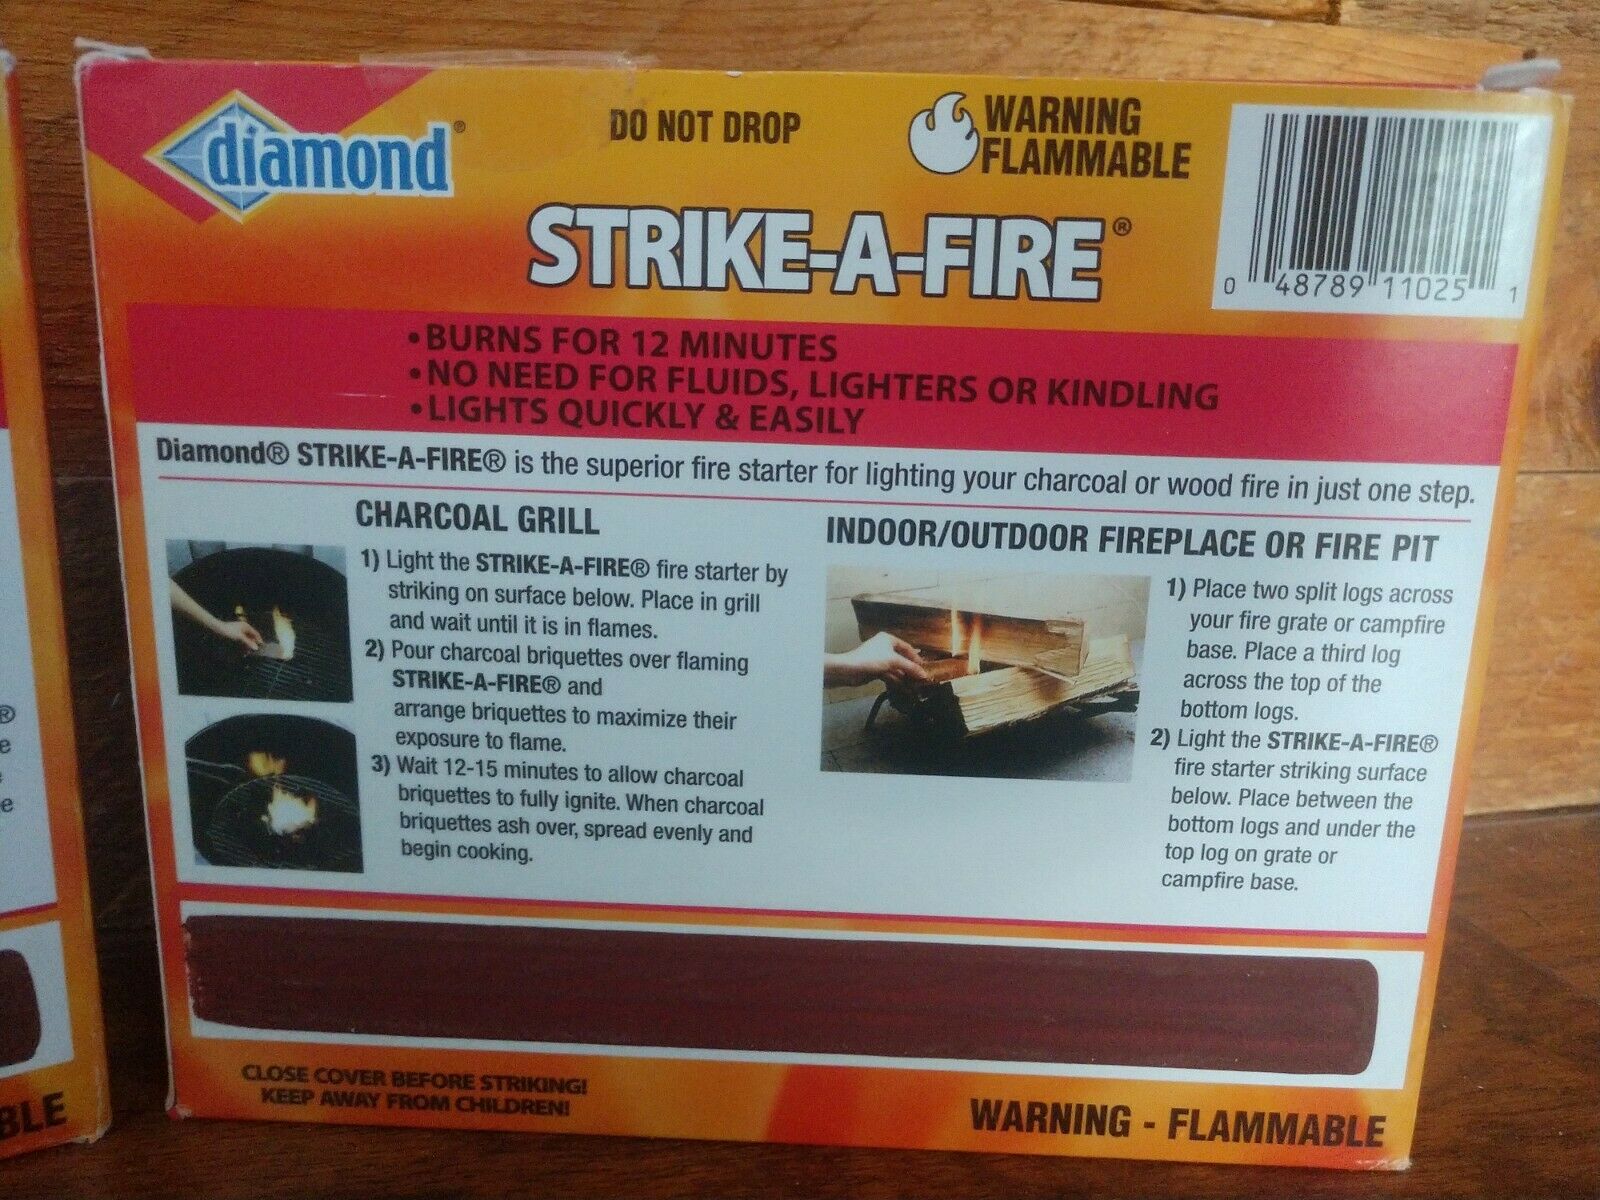 diamond®
DO NOT DROP
WARNING
FLAMMABLE
STRIKE-A-FIRE®
0 48789 11025 1
•BURNS FOR 12 MINUTES
•NO NEED FOR FLUIDS, LIGHTERS OR KINDLING
•LIGHTS QUICKLY & EASILY
Diamond® STRIKE-A-FIRE® is the superior fire starter for lighting your charcoal or wood fire in just one step.
CHARCOAL GRILL
1) Light the STRIKE-A-FIRE® fire starter by
striking on surface below. Place in grill
and wait until it is in flames.
2) Pour charcoal briquettes over flaming
STRIKE-A-FIRE® and
arrange briquettes to maximize their
exposure to flame.
3) Wait 12-15 minutes to allow charcoal
briquettes to fully ignite. When charcoal
briquettes ash over, spread evenly and
begin cooking.
INDOOR/OUTDOOR FIREPLACE OR FIRE PIT
1) Place two split logs across
your fire grate or campfire
base. Place a third log
across the top of the
bottom logs.
2) Light the STRIKE-A-FIRE®
fire starter striking surface
below. Place between the
bottom logs and under the
top log on grate or
campfire base.
CLOSE COVER BEFORE STRIKING!
KEEP AWAY FROM CHILDREN!
WARNING - FLAMMABLE
®
e
e
BLE